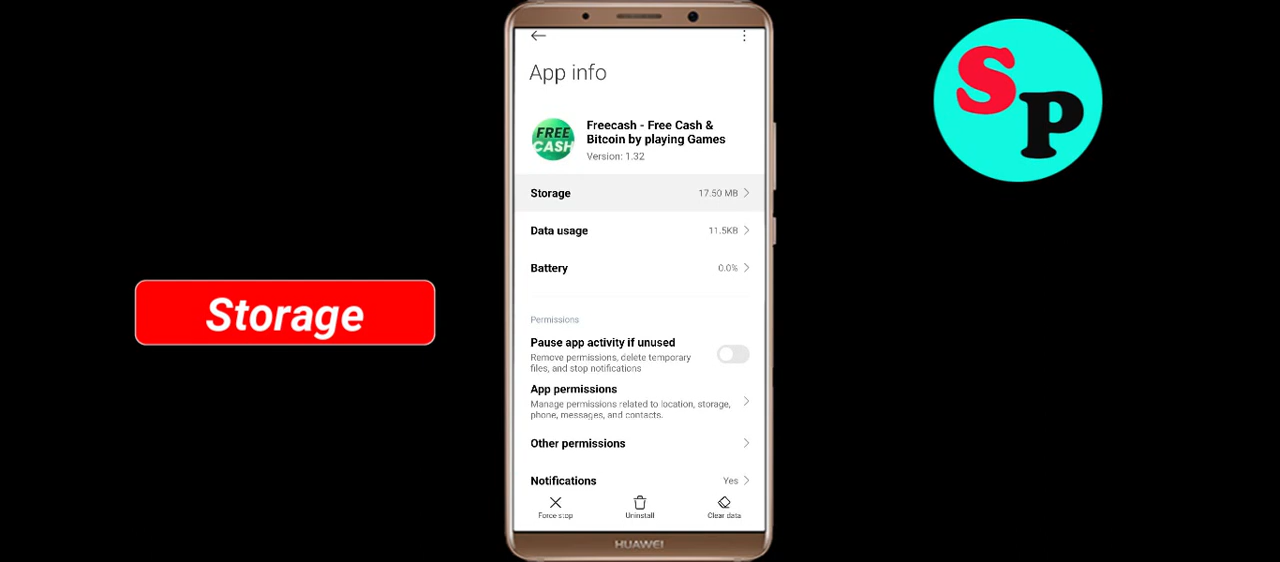 App info
FREE
CASH
Freecash - Free Cash &
Bitcoin by playing Games
Version: 1.32
Storage 17.50 MB
Data usage 11.5KB
Battery 0.0%
Permissions
Pause app activity if unused
Remove permissions, delete temporary
files, and stop notifications
App permissions
Manage permissions related to location, storage,
phone, messages, and contacts.
Other permissions
Notifications Yes
Force stop Uninstall Clear data
HUAWEI
Storage
SP